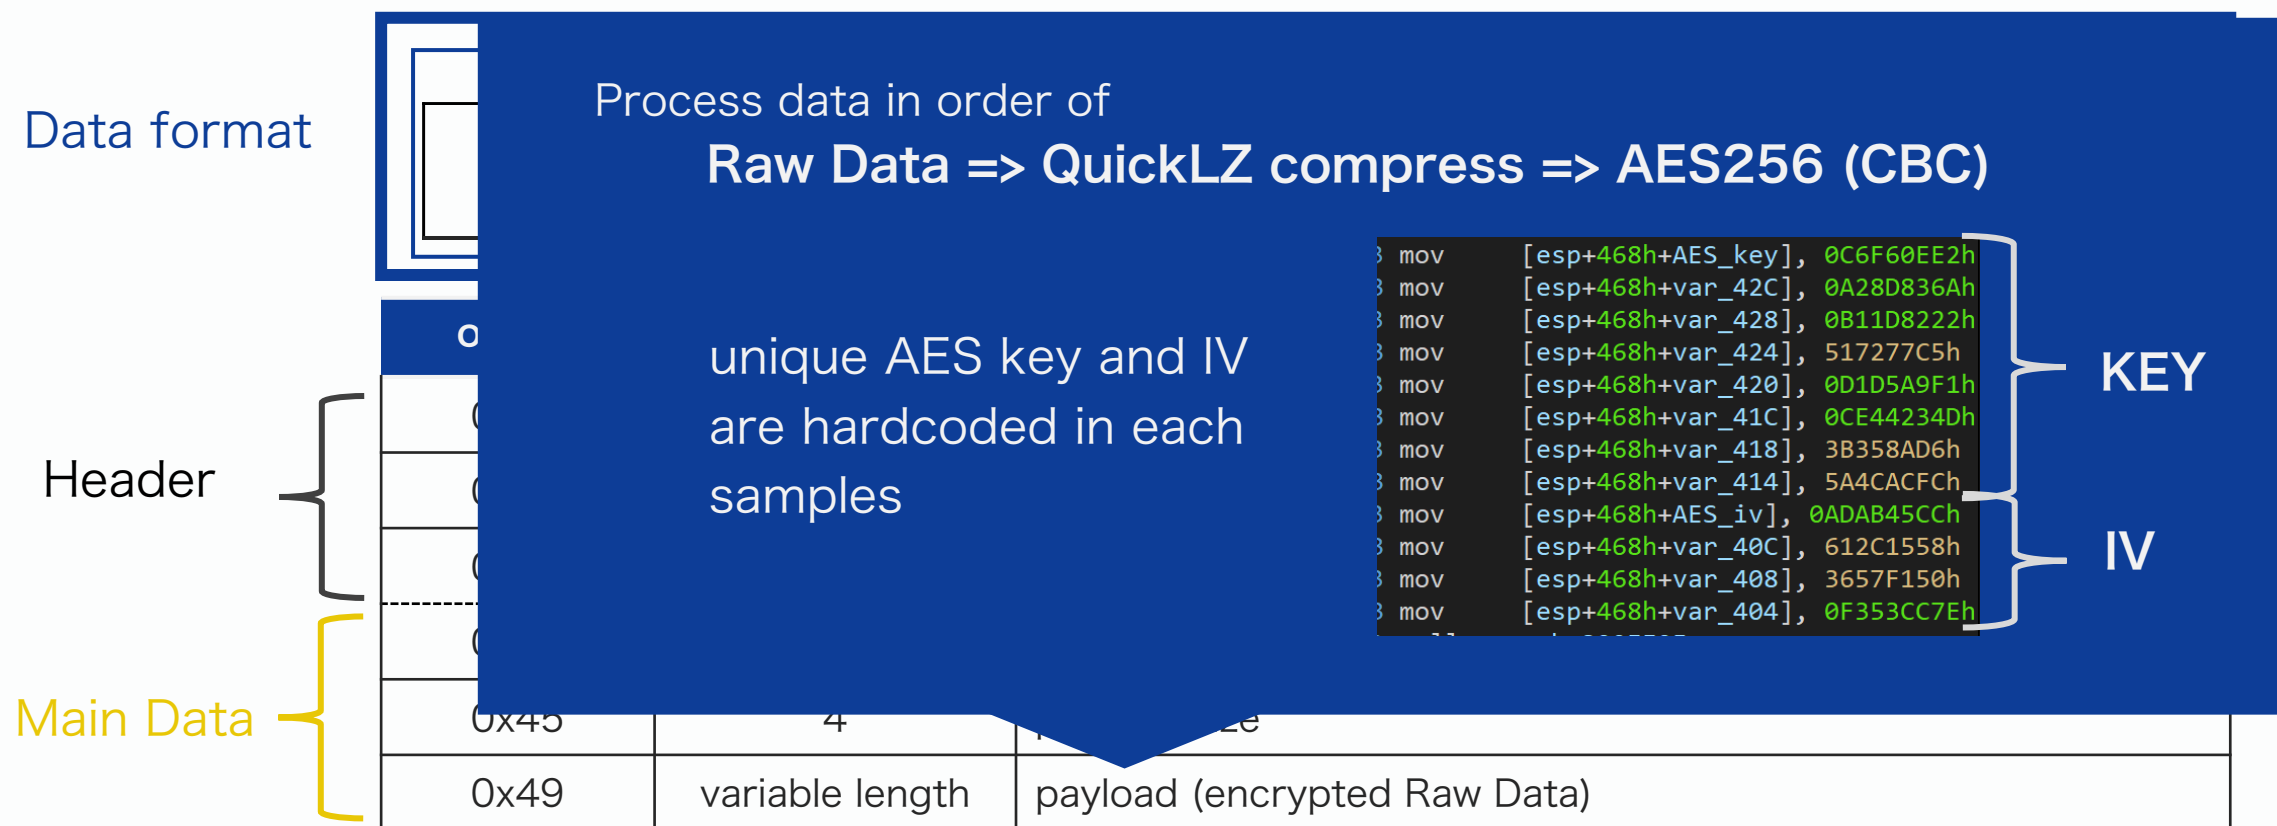 Data format
Process data in order of
Raw Data => QuickLZ compress => AES256 (CBC)
unique AES key and IV
are hardcoded in each
samples
mov [esp+468h+AES_key], 0C6F60EE2h
mov [esp+468h+var_42C], 0A28D836Ah
mov [esp+468h+var_428], 0B11D8222h
mov [esp+468h+var_424], 517277C5h
mov [esp+468h+var_420], 0D1D5A9F1h
mov [esp+468h+var_41C], 0CE44234Dh
mov [esp+468h+var_418], 3B358AD6h
mov [esp+468h+var_414], 5A4CACFCh
mov [esp+468h+AES_iv], 0ADAB45CCh
mov [esp+468h+var_40C], 612C1558h
mov [esp+468h+var_408], 3657F150h
mov [esp+468h+var_404], 0F353CC7Eh
KEY
IV
Header
Main Data
0x45 4
0x49 variable length payload (encrypted Raw Data)